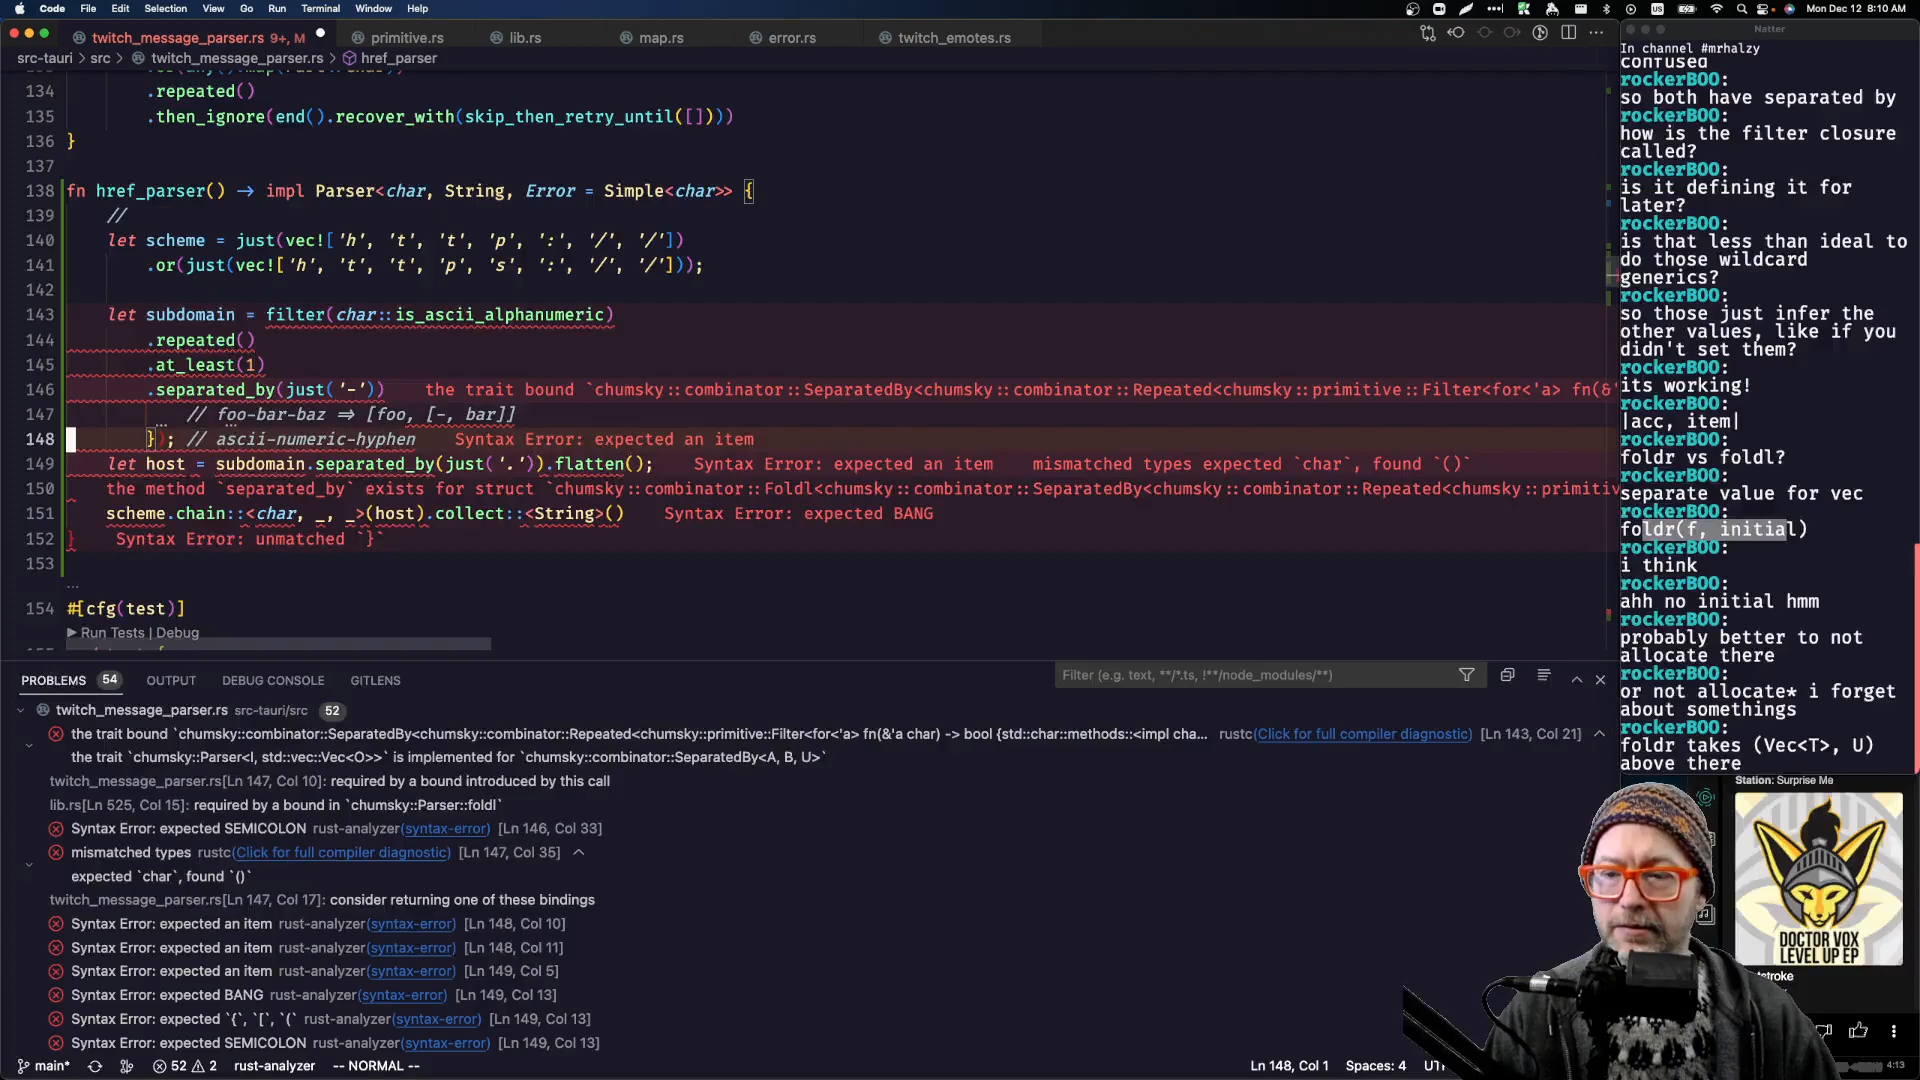 Code File Edit Selection View Go Run Terminal Window Help
Mon Dec 12 8:10 AM
twitch_message_parser.rs 9+, M
primitive.rs
lib.rs
map.rs
error.rs
twitch_emotes.rs
src-tauri > src > twitch_message_parser.rs > href_parser
134 .repeated()
135 .then_ignore(end().recover_with(skip_then_retry_until([])))
136 }
137
138 fn href_parser() → impl Parser<char, String, Error = Simple<char>> {
139 //
140 let scheme = just(vec!['h', 't', 't', 'p', ':', '/', '/'])
141 .or(just(vec!['h', 't', 't', 'p', 's', ':', '/', '/']));
142
143 let subdomain = filter(char::is_ascii_alphanumeric)
144 .repeated()
145 .at_least(1)
146 .separated_by(just('-')) the trait bound `chumsky::combinator::SeparatedBy<chumsky::combinator::Repeated<chumsky::primitive::Filter<for<'a> fn(&'
147 // foo-bar-baz ⇒ [foo, [-, bar]]
148 }); // ascii-numeric-hyphen Syntax Error: expected an item
149 let host = subdomain.separated_by(just('.')).flatten(); Syntax Error: expected an item mismatched types expected `char`, found `()`
150 the method `separated_by` exists for struct `chumsky::combinator::Foldl<chumsky::combinator::SeparatedBy<chumsky::combinator::Repeated<chumsky::primitiv
151 scheme.chain::<char, _, _>(host).collect::<String>() Syntax Error: expected BANG
152 } Syntax Error: unmatched `}`
153
...
154 #[cfg(test)]
Run Tests | Debug
PROBLEMS 54 OUTPUT DEBUG CONSOLE GITLENS
Filter (e.g. text, **/*.ts, !**/node_modules/**)
twitch_message_parser.rs src-tauri/src 52
the trait bound `chumsky::combinator::SeparatedBy<chumsky::combinator::Repeated<chumsky::primitive::Filter<for<'a> fn(&'a char) -> bool {std::char::methods::<impl cha... rustc(Click for full compiler diagnostic) [Ln 143, Col 21]
the trait `chumsky::Parser<I, std::vec::Vec<O>>` is implemented for `chumsky::combinator::SeparatedBy<A, B, U>`
twitch_message_parser.rs[Ln 147, Col 10]: required by a bound introduced by this call
lib.rs[Ln 525, Col 15]: required by a bound in `chumsky::Parser::foldl`
Syntax Error: expected SEMICOLON rust-analyzer(syntax-error) [Ln 146, Col 33]
mismatched types rustc(Click for full compiler diagnostic) [Ln 147, Col 35]
expected `char`, found `()`
twitch_message_parser.rs[Ln 147, Col 17]: consider returning one of these bindings
Syntax Error: expected an item rust-analyzer(syntax-error) [Ln 148, Col 10]
Syntax Error: expected an item rust-analyzer(syntax-error) [Ln 148, Col 11]
Syntax Error: expected an item rust-analyzer(syntax-error) [Ln 149, Col 5]
Syntax Error: expected BANG rust-analyzer(syntax-error) [Ln 149, Col 13]
Syntax Error: expected `{`, `[`, `(` rust-analyzer(syntax-error) [Ln 149, Col 13]
Syntax Error: expected SEMICOLON rust-analyzer(syntax-error) [Ln 149, Col 13]
main* 52 2 rust-analyzer -- NORMAL -- Ln 148, Col 1 Spaces: 4
Natter
In channel #mrhalzy
confused
rockerBOO:
so both have separated by
rockerBOO:
how is the filter closure
called?
rockerBOO:
is it defining it for
later?
rockerBOO:
is that less than ideal to
do those wildcard
generics?
rockerBOO:
so those just infer the
other values, like if you
didn't set them?
rockerBOO:
its working!
rockerBOO:
|acc, item|
rockerBOO:
foldr vs foldl?
rockerBOO:
separate value for vec
rockerBOO:
foldr(f, initial)
rockerBOO:
i think
rockerBOO:
ahh no initial hmm
rockerBOO:
probably better to not
allocate there
rockerBOO:
or not allocate* i forget
about somethings
rockerBOO:
foldr takes (Vec<T>, U)
above there
Station: Surprise Me
DOCTOR VOX
LEVEL UP EP
4:13